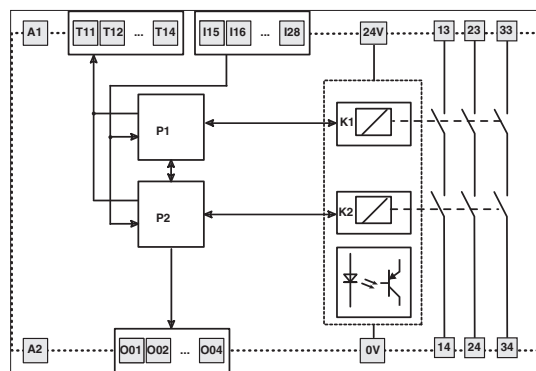 A1 T11 T12 ... T14 I15 I16 ... I28 24V 13 23 33
P1 K1
P2 K2
A2 O01 O02 ... O04 0V 14 24 34